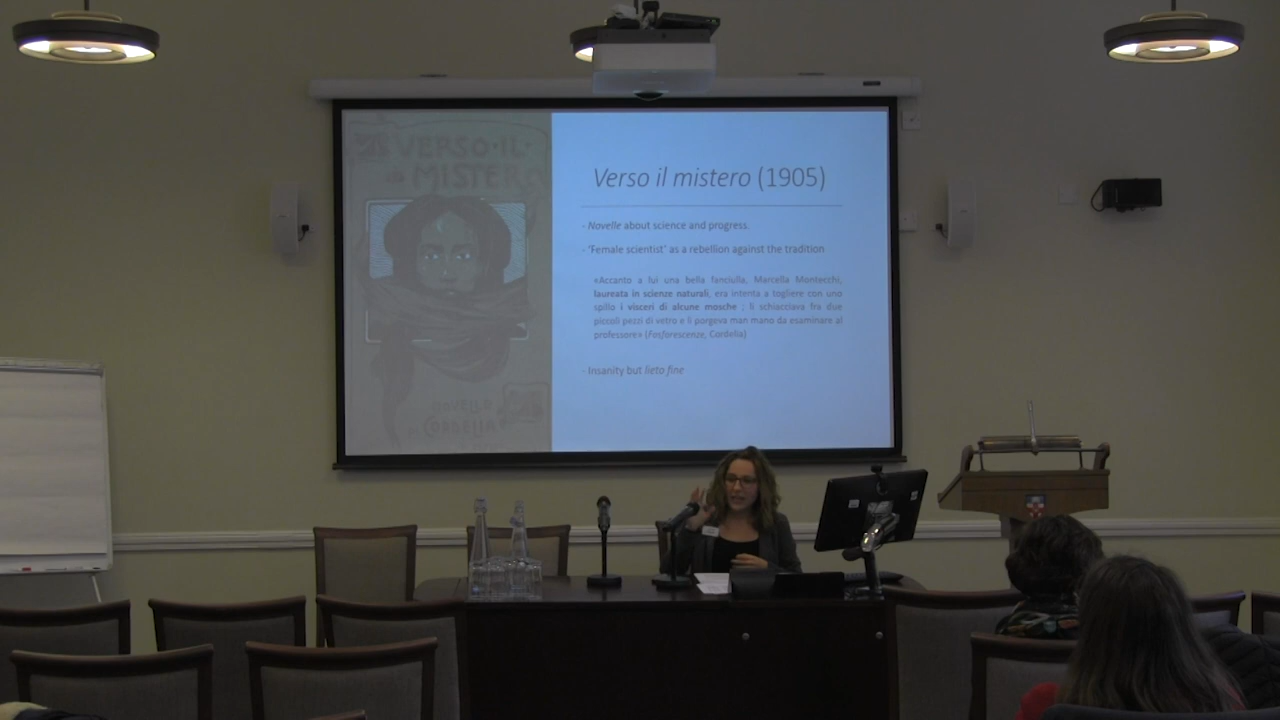 VERSO·IL·
MISTERO
NOVELLE
DI CORDELIA
Verso il mistero (1905)
- Novelle about science and progress.
- 'Female scientist' as a rebellion against the tradition
«Accanto a lui una bella fanciulla, Marcella Montecchi,
laureata in scienze naturali, era intenta a togliere con uno
spillo i visceri di alcune mosche ; li schiacciava fra due
piccoli pezzi di vetro e li porgeva man mano da esaminare al
professore» (Fosforescenze, Cordelia)
- Insanity but lieto fine